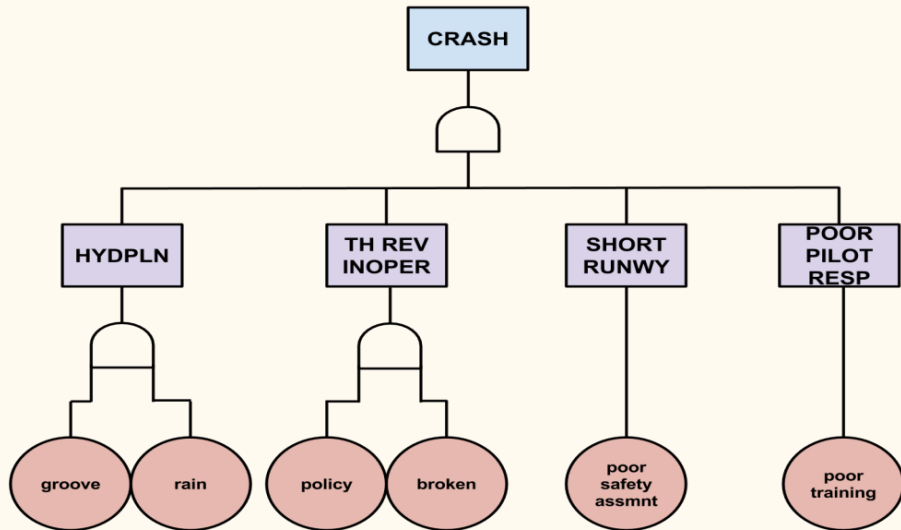 CRASH
HYDPLN
TH REV
INOPER
SHORT
RUNWY
POOR
PILOT
RESP
groove
rain
policy
broken
poor
safety
assmnt
poor
training